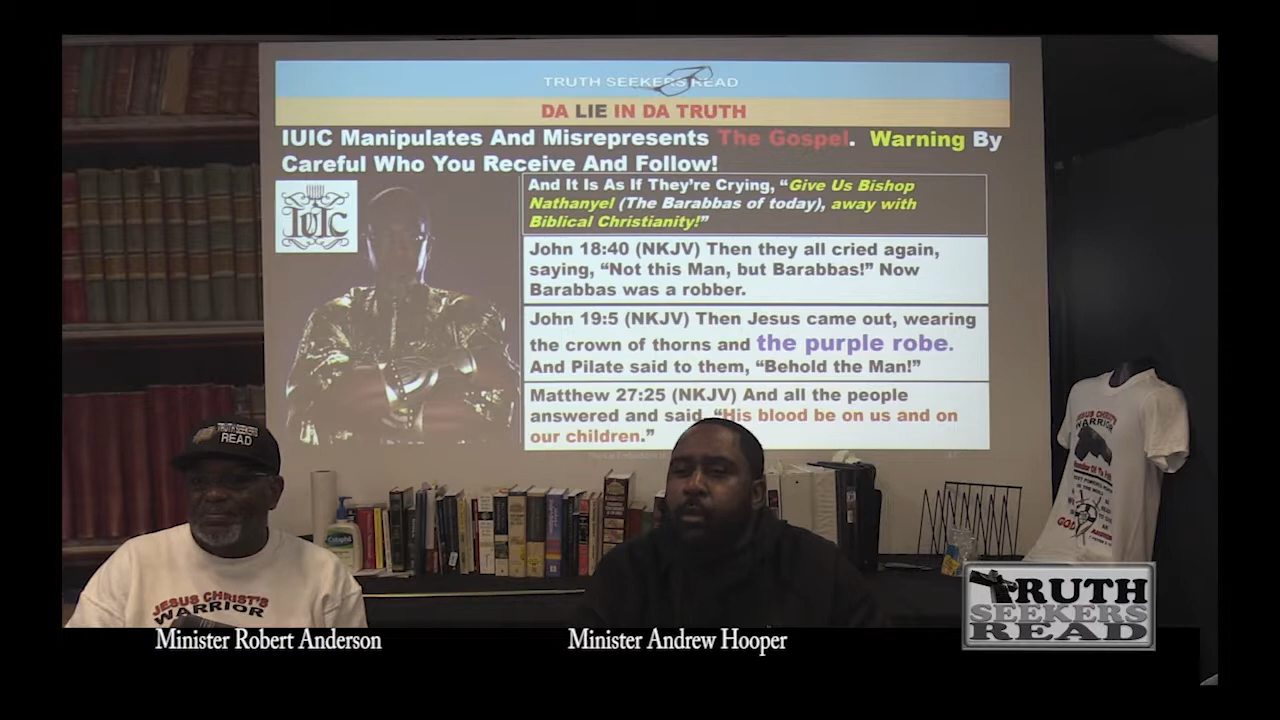 TRUTH SEEKERS READ
DA LIE IN DA TRUTH
IUIC Manipulates And Misrepresents The Gospel. Warning By
Careful Who You Receive And Follow!
IUIC
And It Is As If They're Crying, “Give Us Bishop
Nathanyel (The Barabbas of today), away with
Biblical Christianity!”
John 18:40 (NKJV) Then they all cried again,
saying, “Not this Man, but Barabbas!” Now
Barabbas was a robber.
John 19:5 (NKJV) Then Jesus came out, wearing
the crown of thorns and the purple robe.
And Pilate said to them, “Behold the Man!”
Matthew 27:25 (NKJV) And all the people
answered and said, “His blood be on us and on
our children.”
TRUTH SEEKERS
READ
JESUS CHRIST'S
WARRIOR
Cetaphil
JESUS CHRIST'S
WARRIOR
GOD
Minister Robert Anderson
Minister Andrew Hooper
TRUTH
SEEKERS
READ